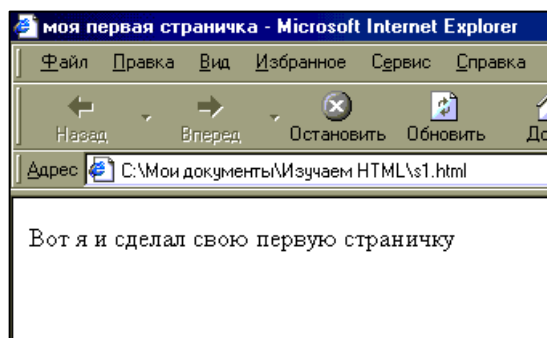 моя первая страничка - Microsoft Internet Explorer
Файл Правка Вид Избранное Сервис Справка
Назад Вперед Остановить Обновить До
Адрес C:\Мои документы\Изучаем HTML\s1.html
Вот я и сделал свою первую страничку